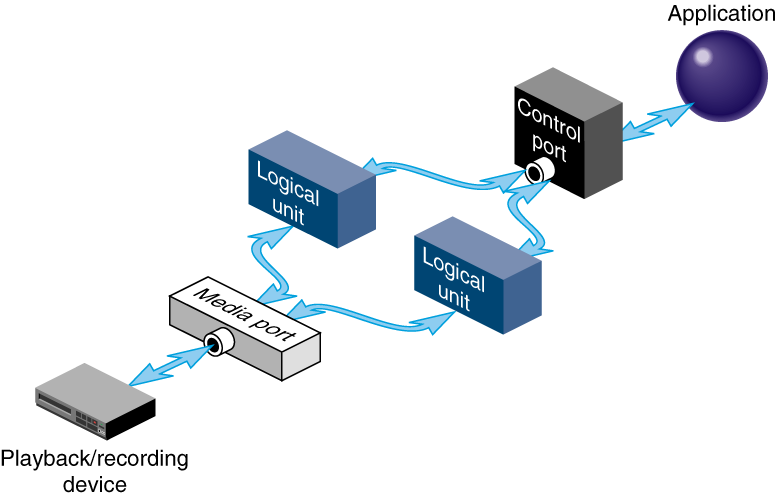 Application
Control
port
Logical
unit
Logical
unit
Media port
Playback/recording
device